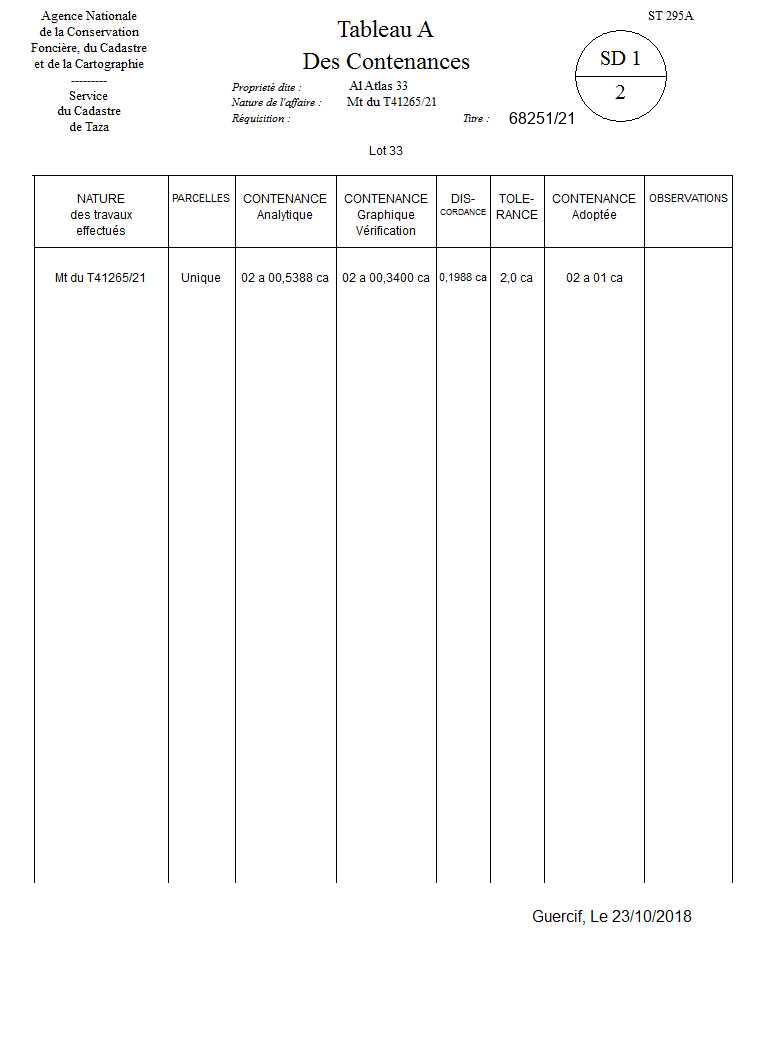 Agence Nationale
de la Conservation
Foncière, du Cadastre
et de la Cartographie
---------
Service
du Cadastre
de Taza
Tableau A
Des Contenances
ST 295A
SD 1
2
Proprieté dite : Al Atlas 33
Nature de l'affaire : Mt du T41265/21
Réquisition : Titre : 68251/21
Lot 33
NATURE
des travaux
effectués
PARCELLES
CONTENANCE
Analytique
CONTENANCE
Graphique
Vérification
DIS-
CORDANCE
TOLE-
RANCE
CONTENANCE
Adoptée
OBSERVATIONS
Mt du T41265/21 Unique 02 a 00,5388 ca 02 a 00,3400 ca 0,1988 ca 2,0 ca 02 a 01 ca
Guercif, Le 23/10/2018